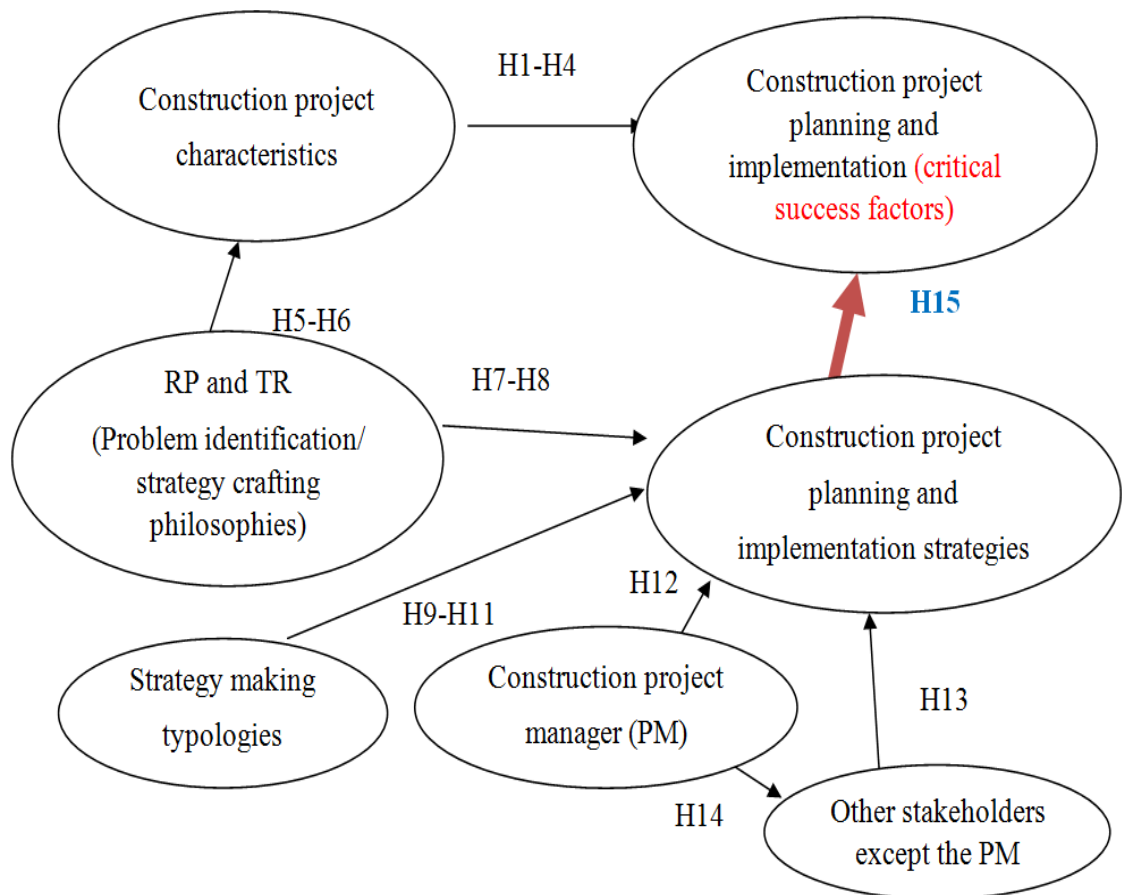 H1-H4
Construction project
characteristics
Construction project
planning and
implementation (critical
success factors)
H15
H5-H6
RP and TR
(Problem identification/
strategy crafting
philosophies)
H7-H8
Construction project
planning and
implementation strategies
H9-H11
H12
Strategy making
typologies
Construction project
manager (PM)
H13
H14
Other stakeholders
except the PM